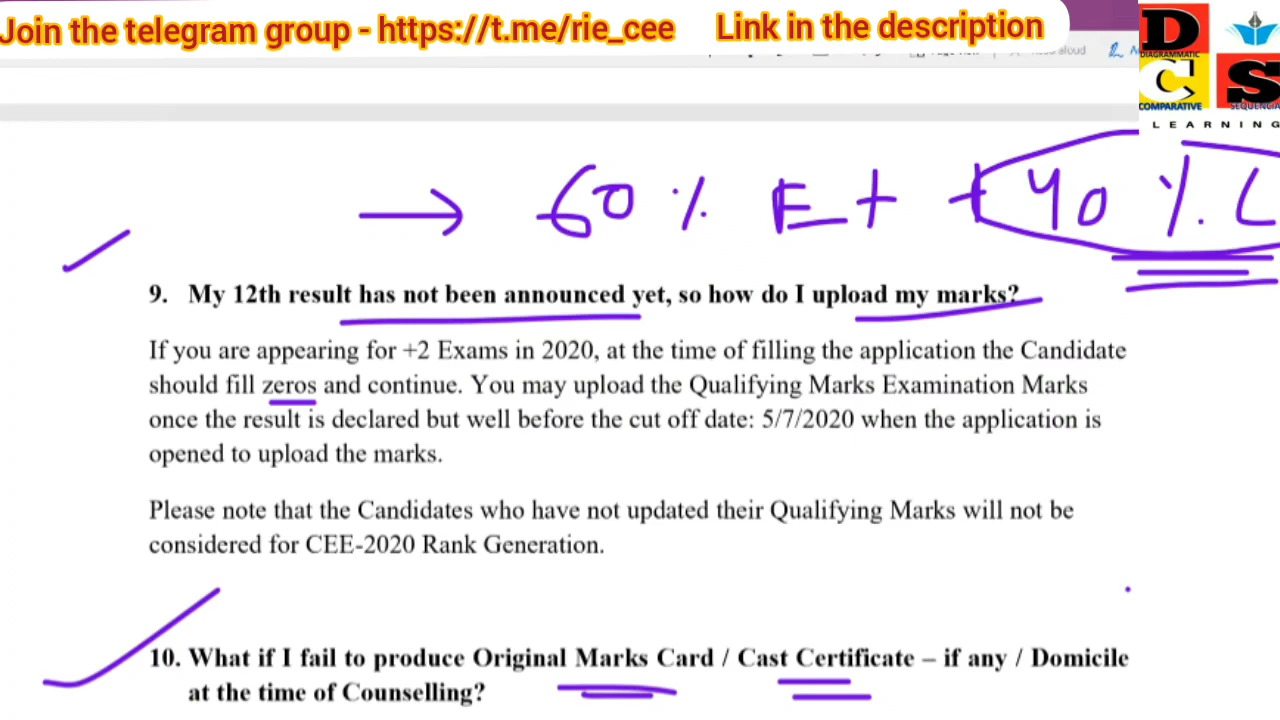 Join the telegram group - https://t.me/rie_cee Link in the description
D
DIAGRAMMATIC
C
COMPARATIVE
S
LEARNING
→ 60 % E + + 40 %.
9. My 12th result has not been announced yet, so how do I upload my marks?
If you are appearing for +2 Exams in 2020, at the time of filling the application the Candidate
should fill zeros and continue. You may upload the Qualifying Marks Examination Marks
once the result is declared but well before the cut off date: 5/7/2020 when the application is
opened to upload the marks.
Please note that the Candidates who have not updated their Qualifying Marks will not be
considered for CEE-2020 Rank Generation.
10. What if I fail to produce Original Marks Card / Cast Certificate – if any / Domicile
at the time of Counselling?